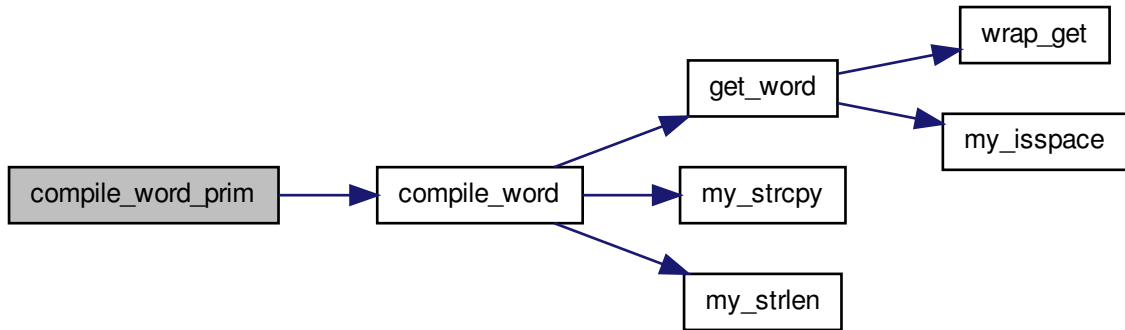 wrap_get
get_word
my_isspace
compile_word_prim
compile_word
my_strcpy
my_strlen